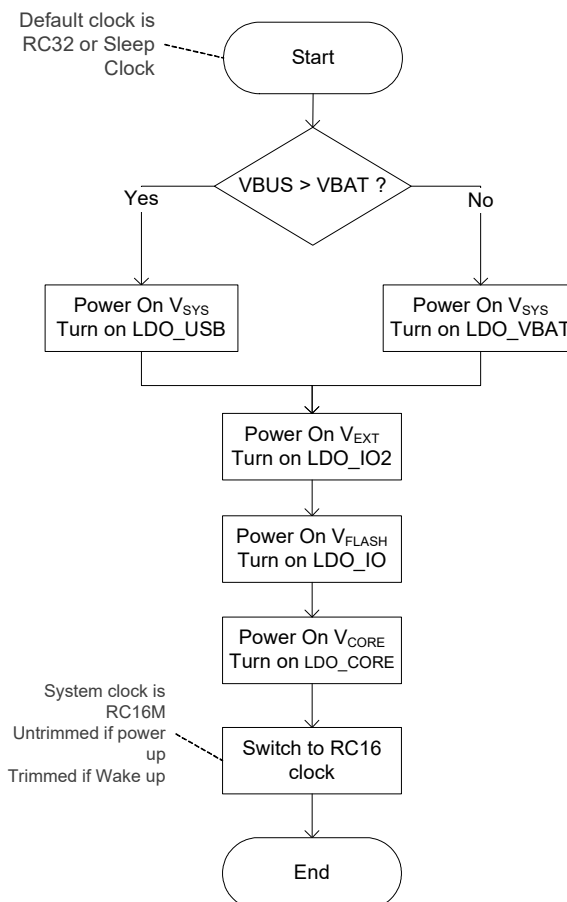 Default clock is
RC32 or Sleep
Clock
Start
VBUS > VBAT ?
Yes
No
Power On VSYS
Turn on LDO_USB
Power On VSYS
Turn on LDO_VBAT
Power On VEXT
Turn on LDO_IO2
Power On VFLASH
Turn on LDO_IO
Power On VCORE
Turn on LDO_CORE
System clock is
RC16M
Untrimmed if power
up
Trimmed if Wake up
Switch to RC16
clock
End